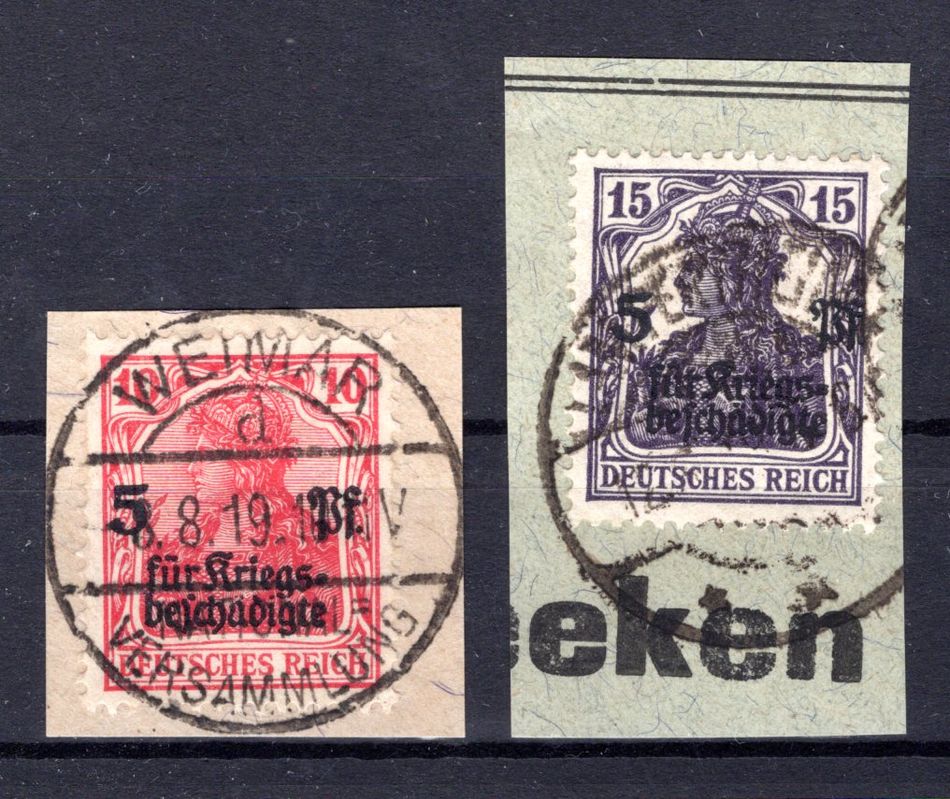 WEIMAR
d
10 10
5 Pf.
8.19.
für Kriegs-
beschädigte
DEUTSCHES REICH
NATIONAL
VERSAMMLUNG
15 15
5 Pf.
für Kriegs-
beschädigte
DEUTSCHES REICH
eken